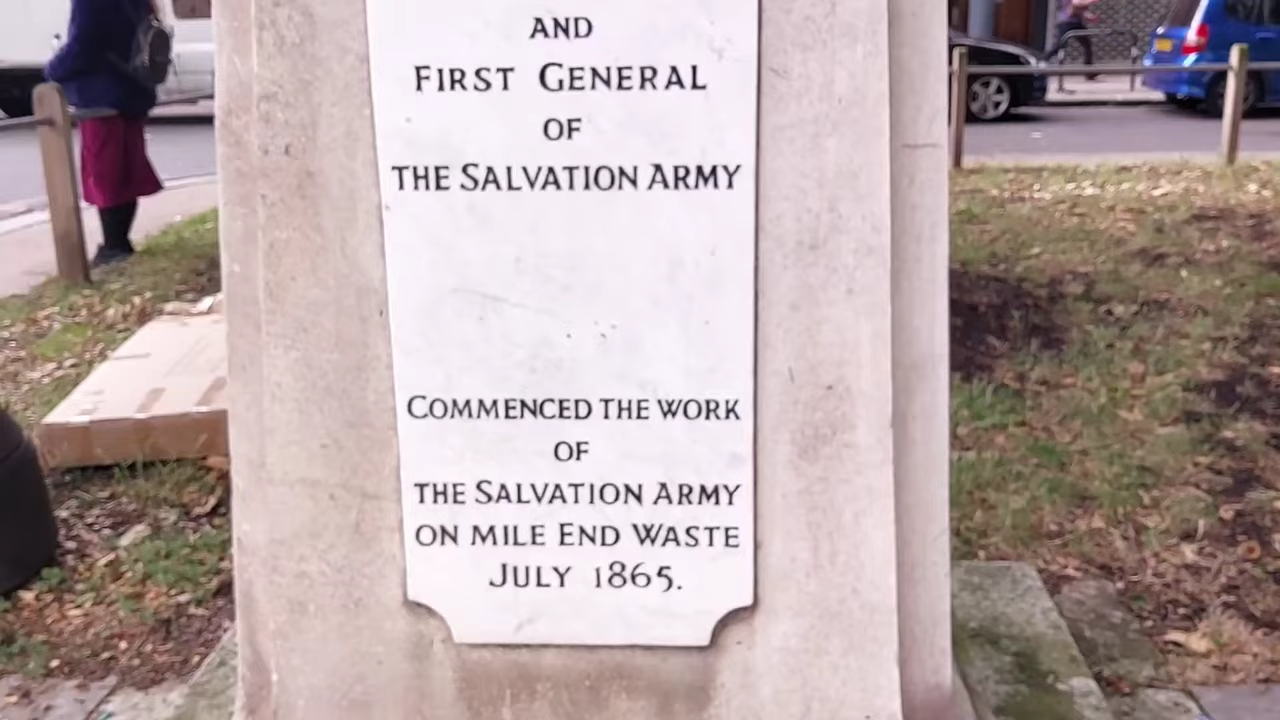 AND
FIRST GENERAL
OF
THE SALVATION ARMY
COMMENCED THE WORK
OF
THE SALVATION ARMY
ON MILE END WASTE
JULY 1865.